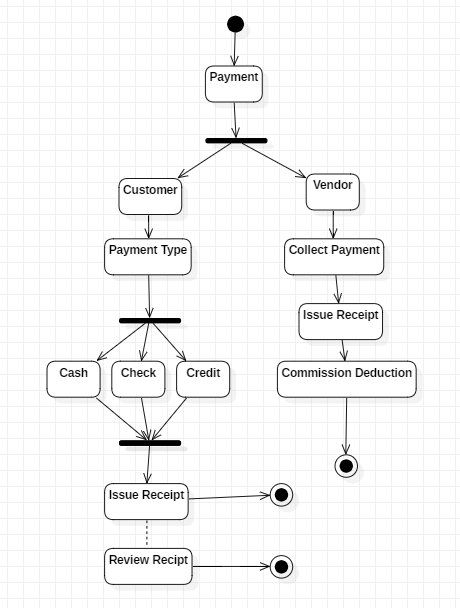 Payment
Customer
Vendor
Payment Type
Collect Payment
Issue Receipt
Cash
Check
Credit
Commission Deduction
Issue Receipt
Review Recipt